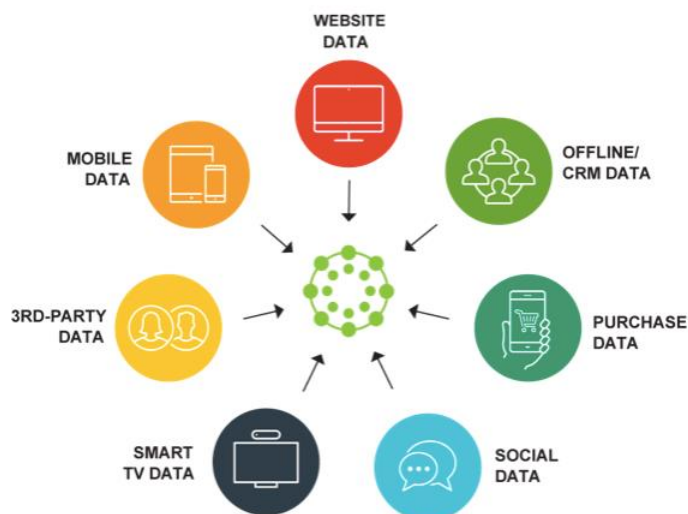 WEBSITE
DATA
MOBILE
DATA
OFFLINE/
CRM DATA
3RD-PARTY
DATA
PURCHASE
DATA
SMART
TV DATA
SOCIAL
DATA